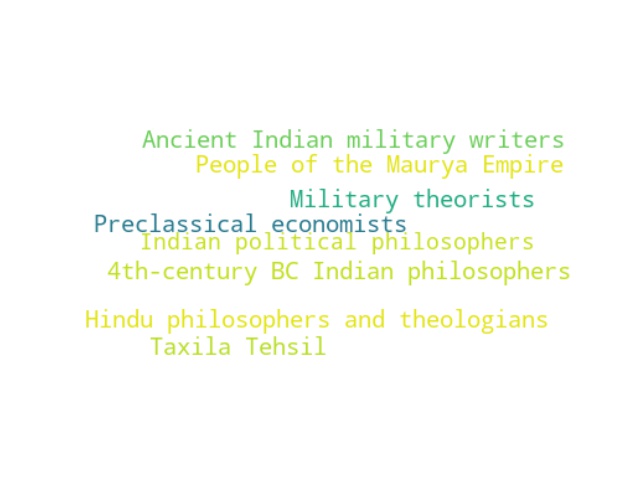 Ancient Indian military writers
People of the Maurya Empire
Military theorists
Preclassical economists
Indian political philosophers
4th-century BC Indian philosophers
Hindu philosophers and theologians
Taxila Tehsil